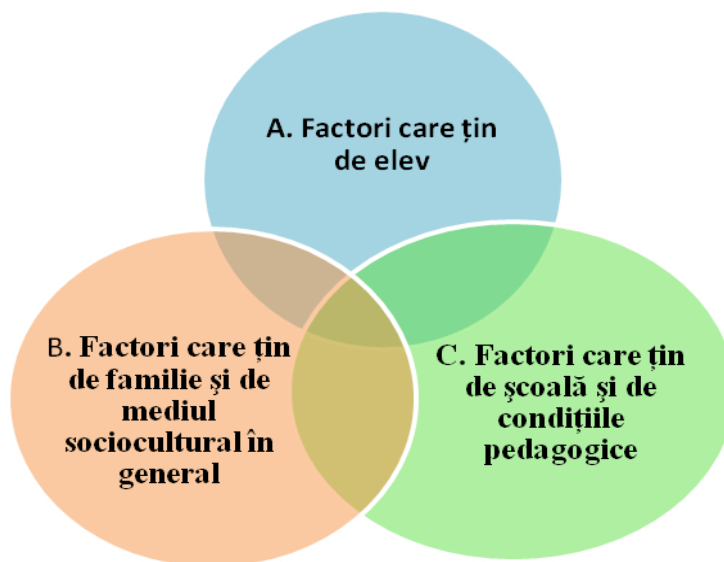 A. Factori care țin
de elev
B. Factori care țin
de familie şi de
mediul
sociocultural în
general
C. Factori care țin
de şcoală şi de
condițiile
pedagogice